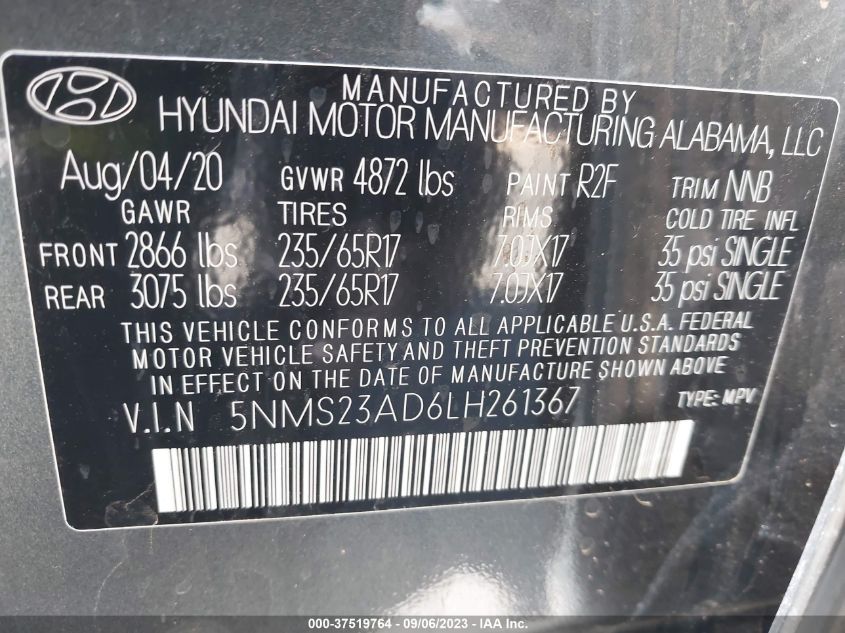 MANUFACTURED BY
HYUNDAI MOTOR MANUFACTURING ALABAMA, LLC
Aug/04/20 GVWR 4872 lbs PAINT R2F TRIM NNB
GAWR TIRES RIMS COLD TIRE INFL
FRONT 2866 lbs 235/65R17 7.0JX17 35 psi SINGLE
REAR 3075 lbs 235/65R17 7.0JX17 35 psi SINGLE
THIS VEHICLE CONFORMS TO ALL APPLICABLE U.S.A. FEDERAL
MOTOR VEHICLE SAFETY AND THEFT PREVENTION STANDARDS
IN EFFECT ON THE DATE OF MANUFACTURE SHOWN ABOVE
V.I.N 5NMS23AD6LH261367 TYPE: MPV
000-37519764 - 09/06/2023 - IAAI.com